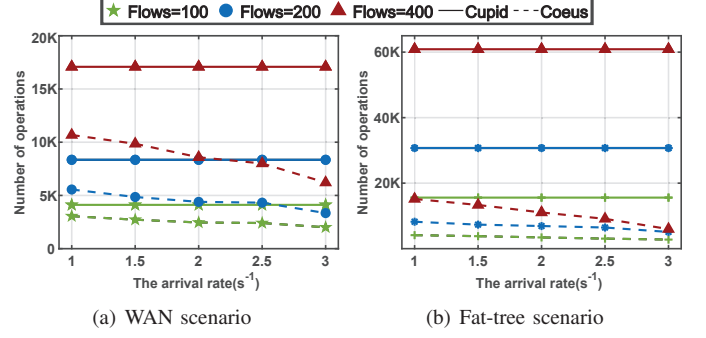 Flows=100 Flows=200 Flows=400 Cupid Coeus
20K
15K
10K
5K
0
Number of operations
1 1.5 2 2.5 3
The arrival rate(s⁻¹)
(a) WAN scenario
60K
40K
20K
Number of operations
1 1.5 2 2.5 3
The arrival rate(s⁻¹)
(b) Fat-tree scenario